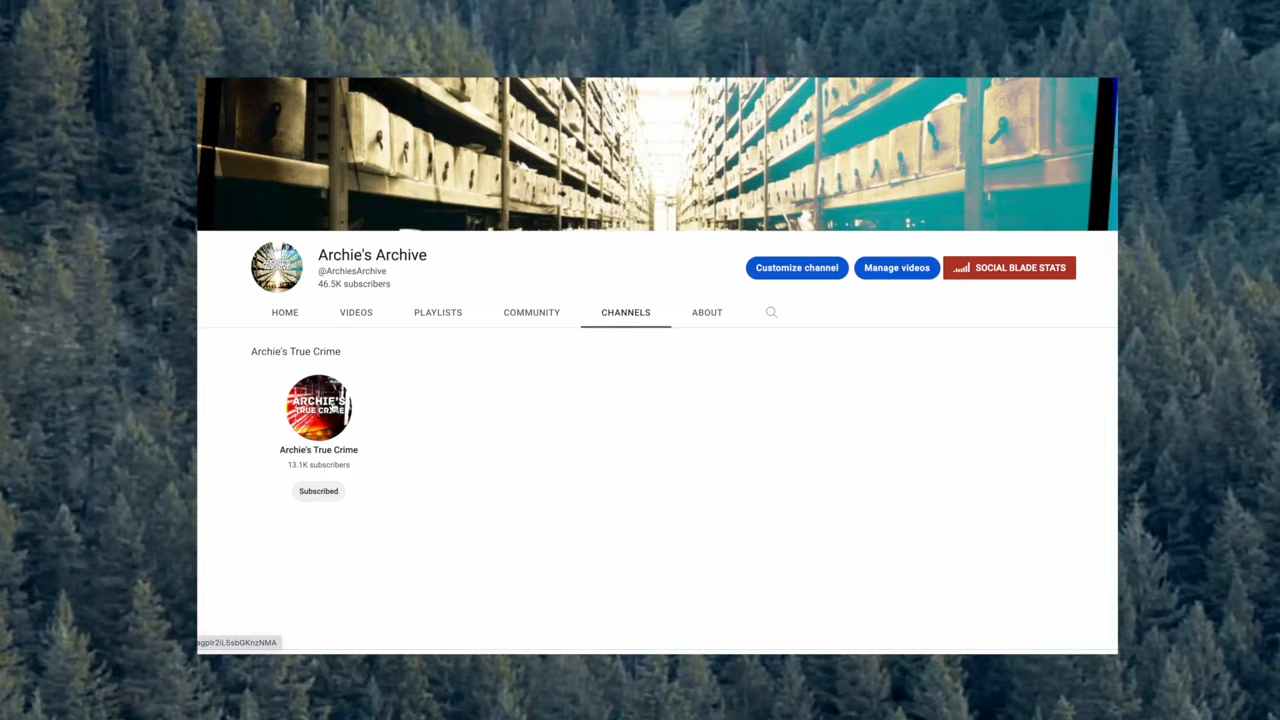 Archie's Archive
@ArchiesArchive
46.5K subscribers
Customize channel
Manage videos
SOCIAL BLADE STATS
HOME
VIDEOS
PLAYLISTS
COMMUNITY
CHANNELS
ABOUT
Archie's True Crime
ARCHIE'S
TRUE CRIME
Archie's True Crime
13.1K subscribers
Subscribed